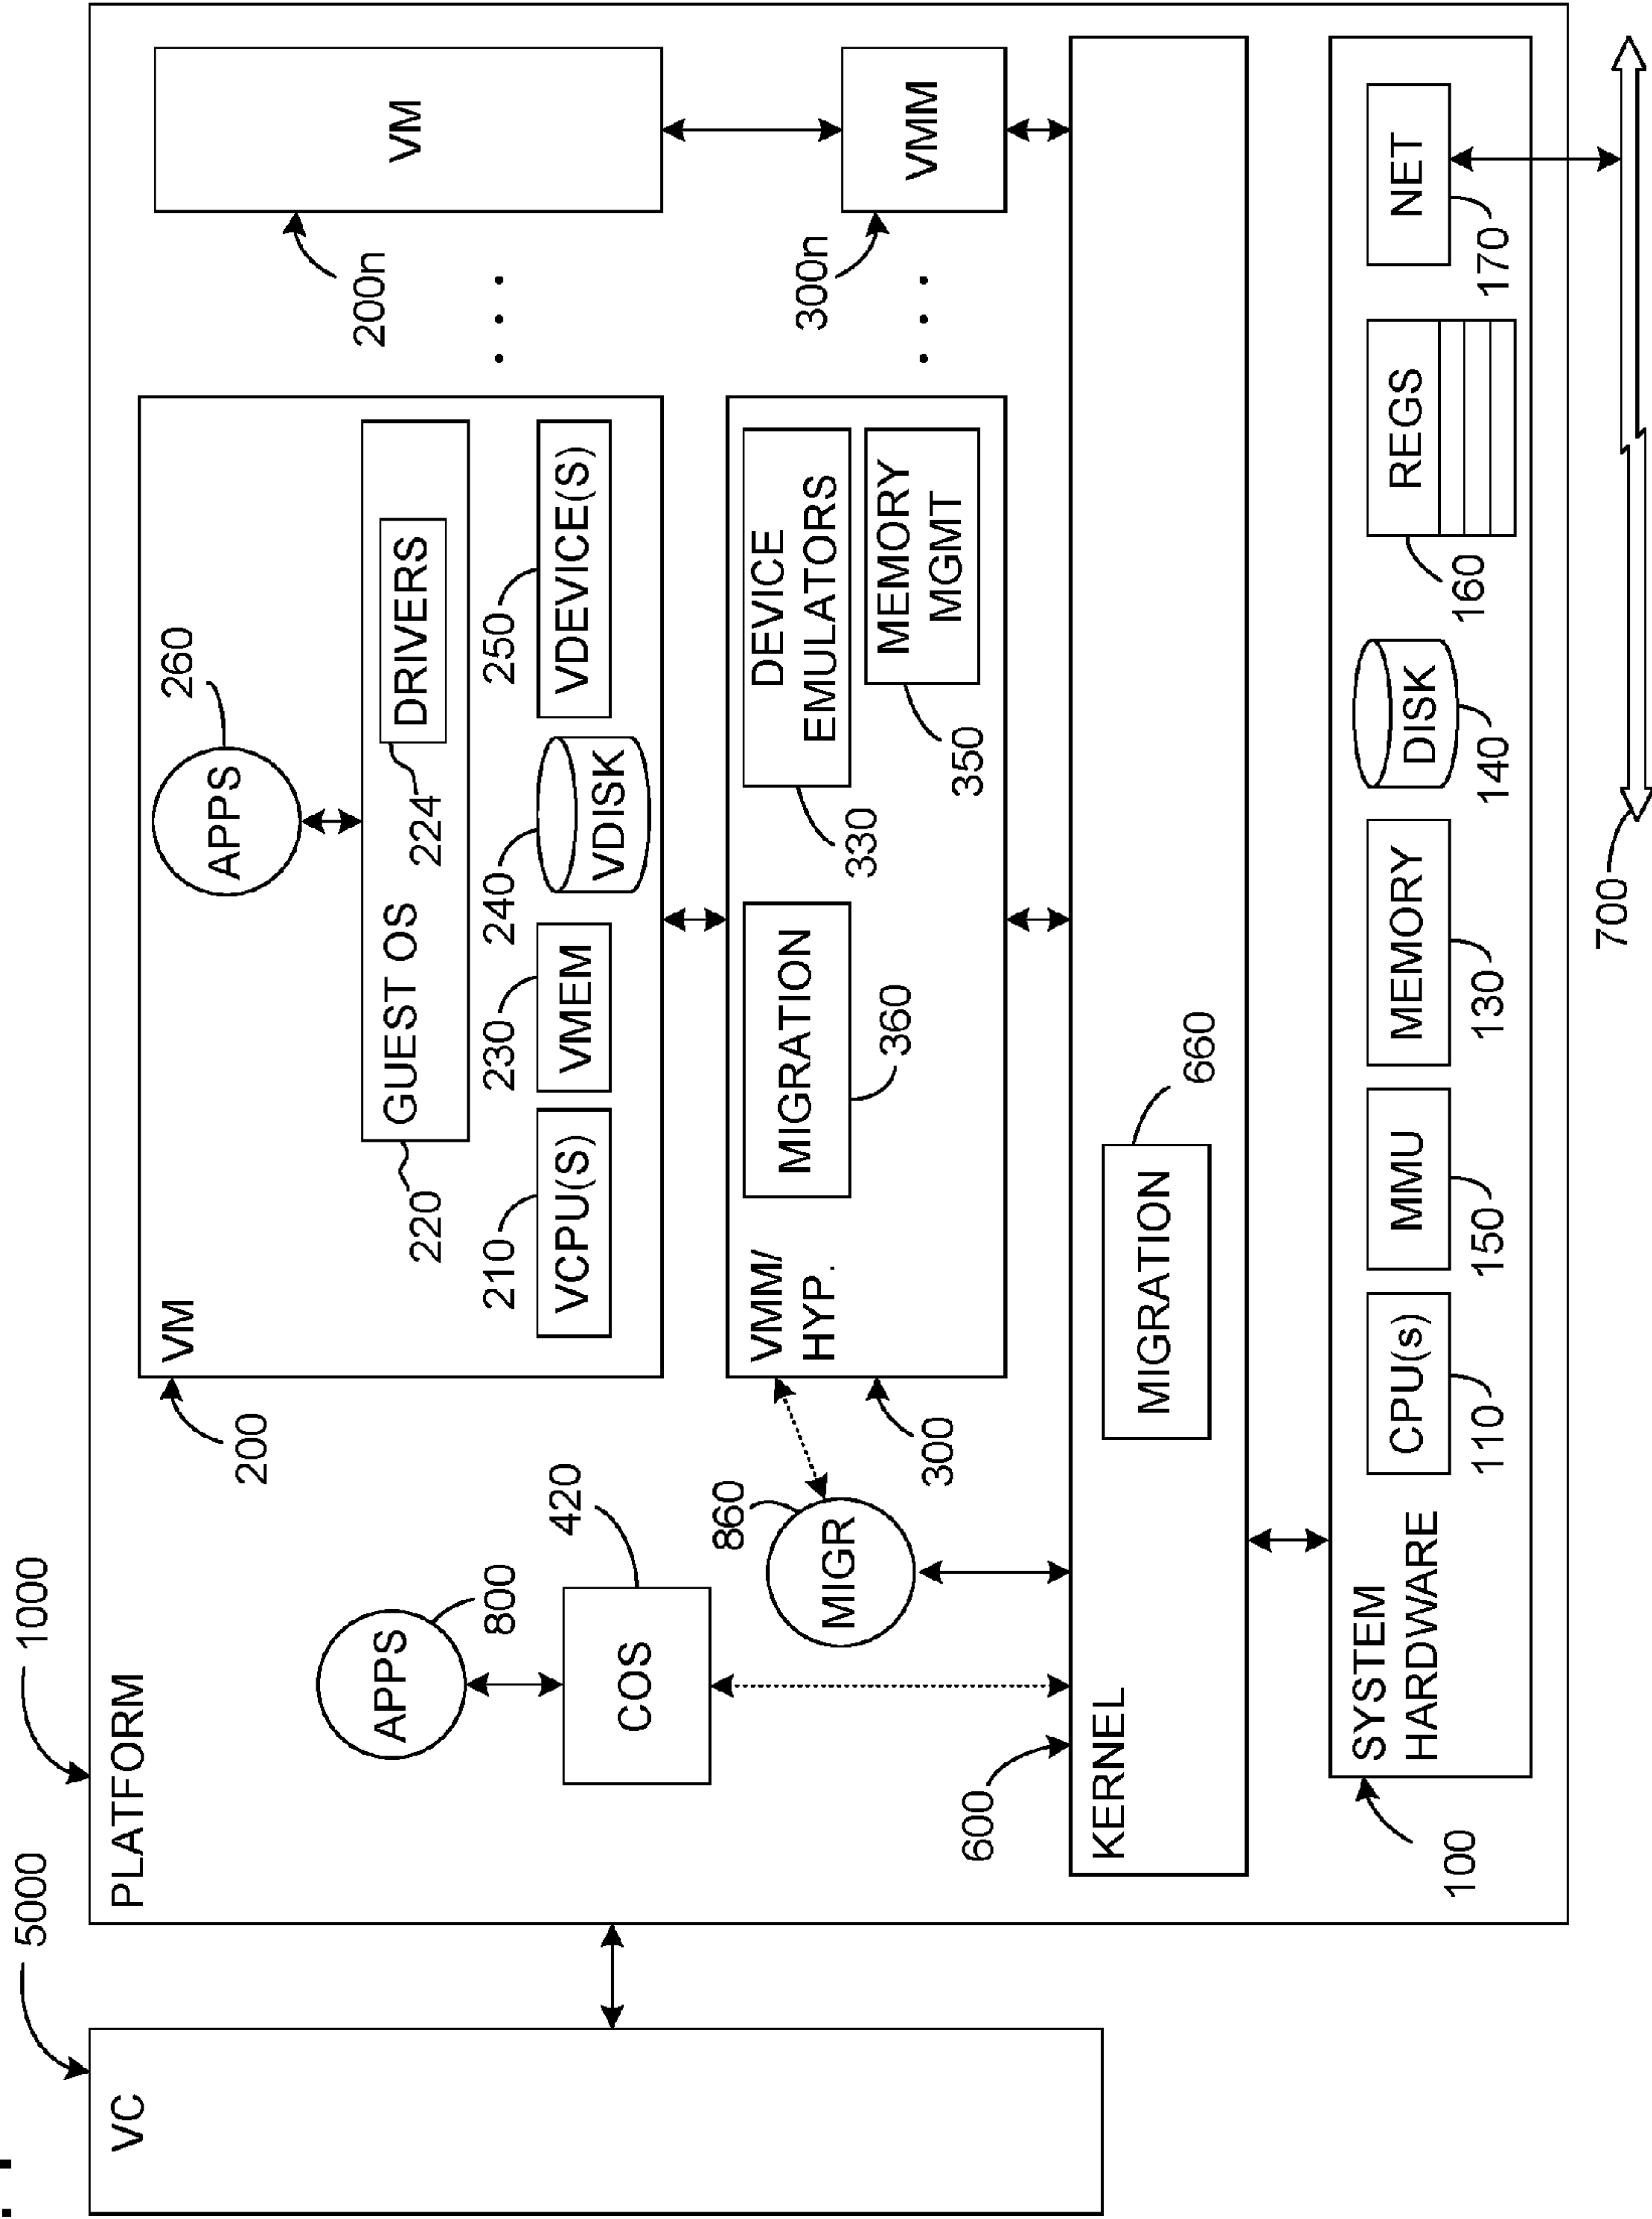 5000
1000
VC
PLATFORM
APPS
800
420
COS
860
MIGR
600
200
VM
260
APPS
220
GUEST OS
224
DRIVERS
210
230
240
250
VCPU(S)
VMEM
VDISK
VDEVICE(S)
200n
VM
. . .
VMM/
HYP.
300
MIGRATION
360
DEVICE
EMULATORS
330
MEMORY
MGMT
350
300n
VMM
. . .
KERNEL
MIGRATION
660
SYSTEM
HARDWARE
100
CPU(s)
MMU
MEMORY
DISK
REGS
NET
110
150
130
140
160
170
700